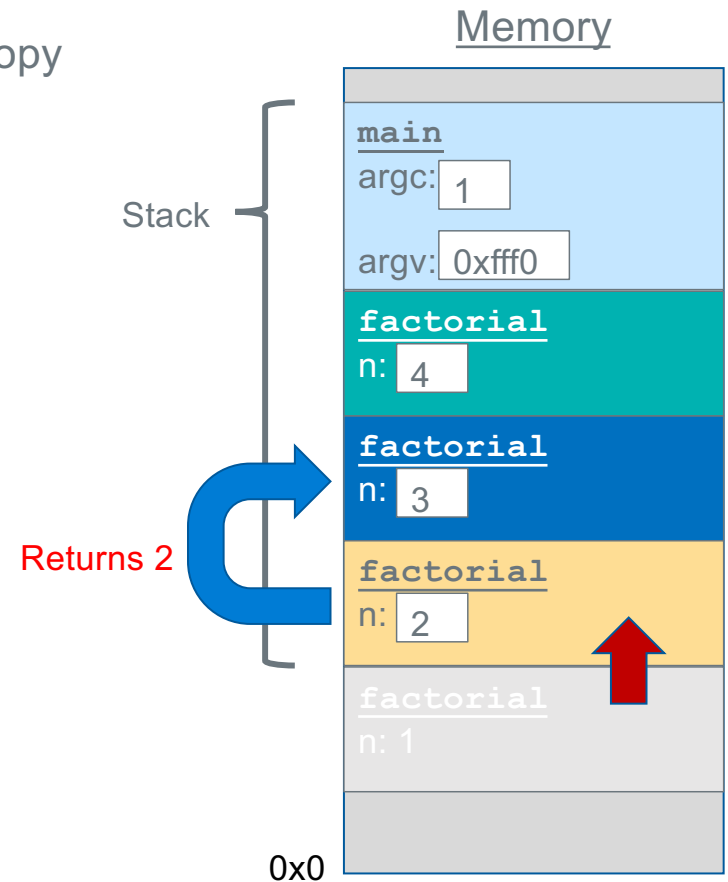 opy
Memory
main
argc: 1
Stack
argv: 0xfff0
factorial
n: 4
factorial
n: 3
Returns 2
factorial
n: 2
factorial
n: 1
0x0